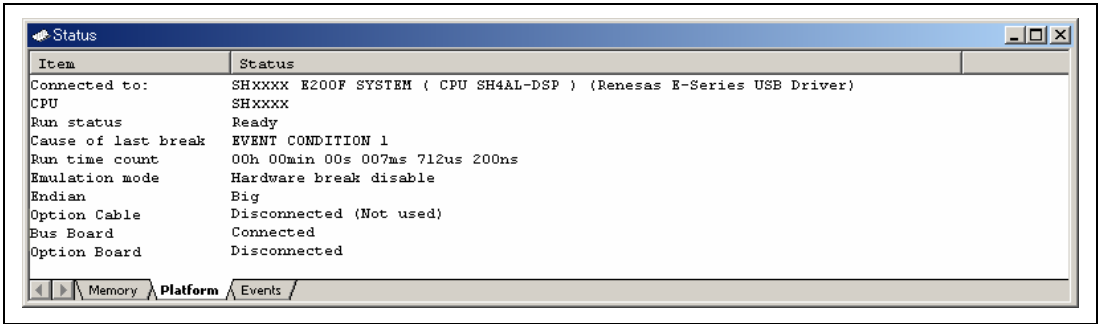 Status
Item Status
Connected to: SHxxxx E200F SYSTEM ( CPU SH4AL-DSP ) (Renesas E-Series USB Driver)
CPU SHxxxx
Run status Ready
Cause of last break EVENT CONDITION 1
Run time count 00h 00min 00s 007ms 712us 200ns
Emulation mode Hardware break disable
Endian Big
Option Cable Disconnected (Not used)
Bus Board Connected
Option Board Disconnected
Memory Platform Events